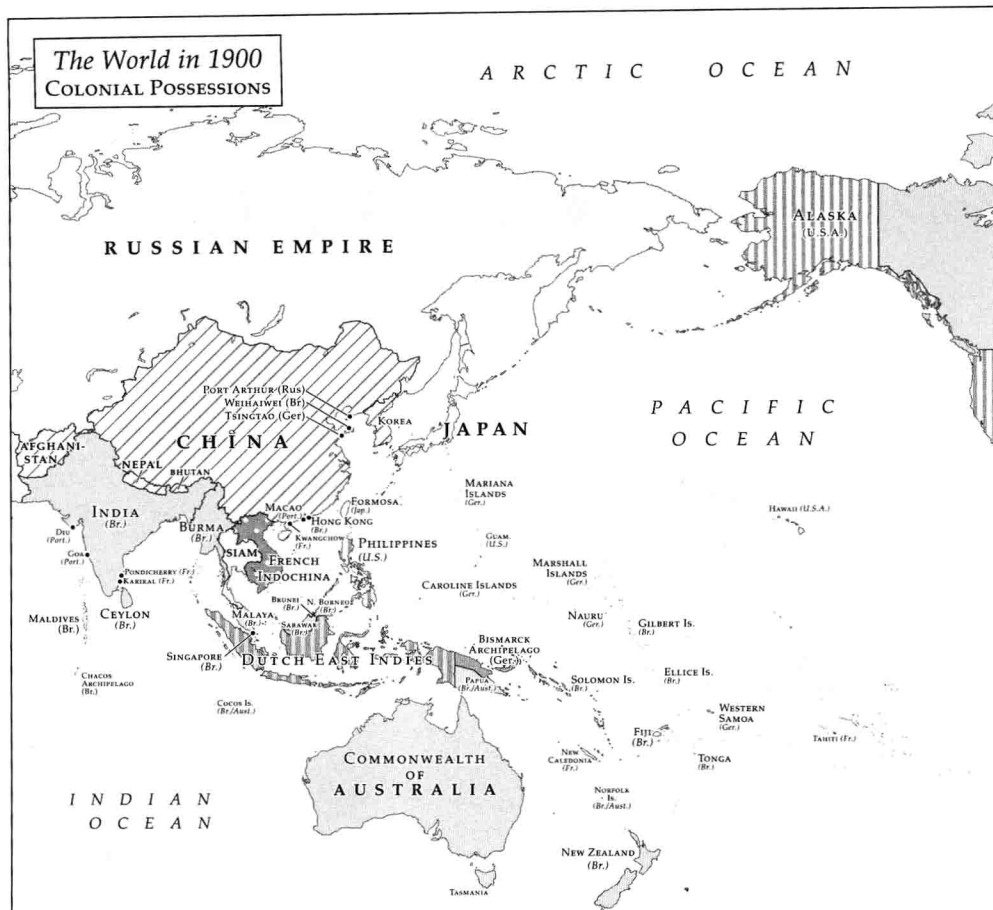 The World in 1900
COLONIAL POSSESSIONS
ARCTIC OCEAN
ALASKA
(U.S.A.)
RUSSIAN EMPIRE
PORT ARTHUR (Rus)
WEIHAIWEI (Br)
TSINGTAO (Ger)
KOREA
JAPAN
CHINA
PACIFIC
OCEAN
AFGHANI-
STAN
NEPAL
BHUTAN
MARIANA
ISLANDS
(Ger.)
INDIA
(Br.)
BURMA
(Br.)
MACAO
(Port.)
HONG KONG
(Br.)
KWANGCHOW
(Fr.)
FORMOSA
(Jap.)
HAWAII (U.S.A.)
DIU
(Port.)
GOA
(Port.)
SIAM
FRENCH
INDOCHINA
PHILIPPINES
(U.S.)
GUAM
(U.S.)
PONDICHERRY (Fr.)
KARIKAL (Fr.)
MARSHALL
ISLANDS
(Ger.)
CAROLINE ISLANDS
(Ger.)
MALDIVES
(Br.)
CEYLON
(Br.)
MALAYA
(Br.)
BRUNEI
(Br.)
N. BORNEO
(Br.)
SARAWAK
(Br.)
NAURU
(Ger.)
GILBERT IS.
(Br.)
SINGAPORE
(Br.)
DUTCH EAST INDIES
BISMARCK
ARCHIPELAGO
(Ger.)
PAPUA
(Br./Aust.)
CHACOS
ARCHIPELAGO
(Br.)
SOLOMON IS.
(Br.)
ELLICE IS.
(Br.)
COCOS IS.
(Br./Aust.)
WESTERN
SAMOA
(Ger.)
FIJI
(Br.)
TAHITI (Fr.)
NEW
CALEDONIA
(Fr.)
TONGA
(Br.)
COMMONWEALTH
OF
AUSTRALIA
NORFOLK
IS.
(Br./Aust.)
INDIAN
OCEAN
NEW ZEALAND
(Br.)
TASMANIA